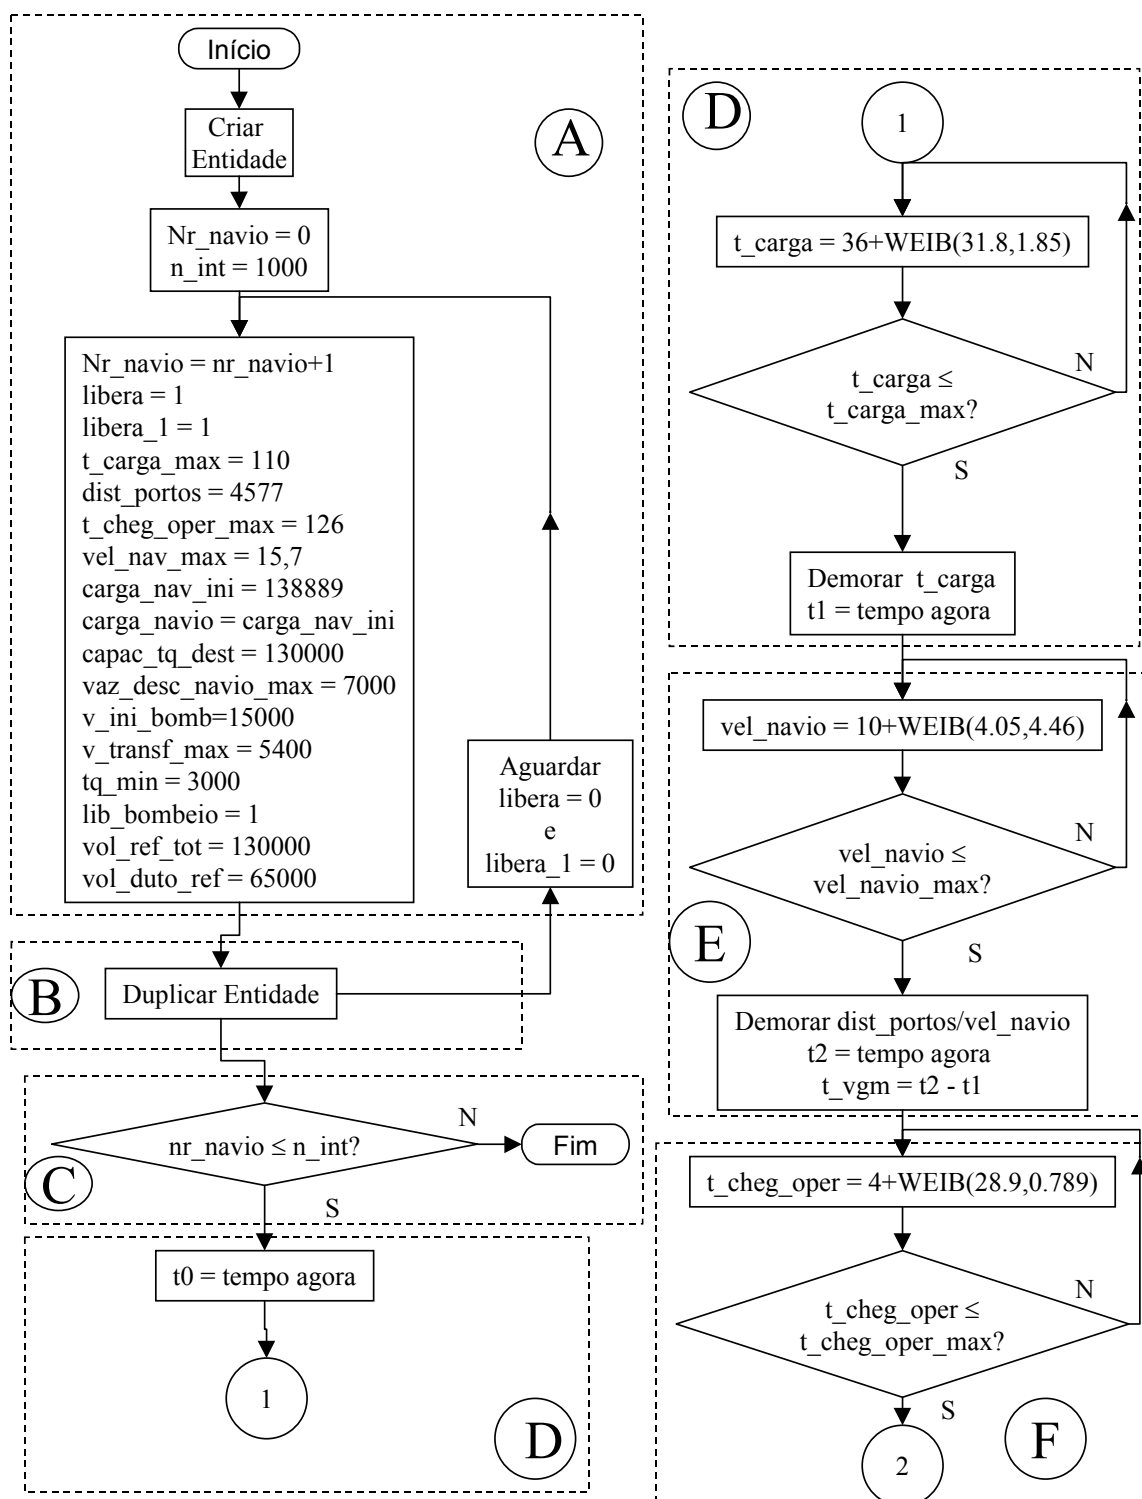 Início
Criar
Entidade
A
Nr_navio = 0
n_int = 1000
Nr_navio = nr_navio+1
libera = 1
libera_1 = 1
t_carga_max = 110
dist_portos = 4577
t_cheg_oper_max = 126
vel_nav_max = 15,7
carga_nav_ini = 138889
carga_navio = carga_nav_ini
capac_tq_dest = 130000
vaz_desc_navio_max = 7000
v_ini_bomb=15000
v_transf_max = 5400
tq_min = 3000
lib_bombeio = 1
vol_ref_tot = 130000
vol_duto_ref = 65000
Aguardar
libera = 0
e
libera_1 = 0
B
Duplicar Entidade
C
nr_navio ≤ n_int?
N
Fim
S
t0 = tempo agora
1
D
D
1
t_carga = 36+WEIB(31.8,1.85)
t_carga ≤
t_carga_max?
N
S
Demorar t_carga
t1 = tempo agora
vel_navio = 10+WEIB(4.05,4.46)
vel_navio ≤
vel_navio_max?
N
S
E
Demorar dist_portos/vel_navio
t2 = tempo agora
t_vgm = t2 - t1
t_cheg_oper = 4+WEIB(28.9,0.789)
t_cheg_oper ≤
t_cheg_oper_max?
N
S
2
F